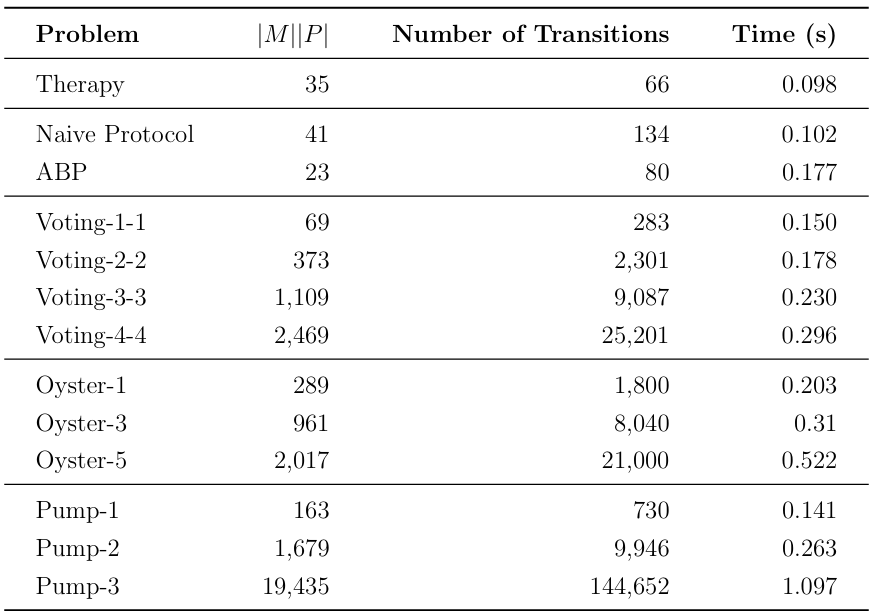 Problem |M||P| Number of Transitions Time (s)
Therapy 35 66 0.098
Naive Protocol 41 134 0.102
ABP 23 80 0.177
Voting-1-1 69 283 0.150
Voting-2-2 373 2,301 0.178
Voting-3-3 1,109 9,087 0.230
Voting-4-4 2,469 25,201 0.296
Oyster-1 289 1,800 0.203
Oyster-3 961 8,040 0.31
Oyster-5 2,017 21,000 0.522
Pump-1 163 730 0.141
Pump-2 1,679 9,946 0.263
Pump-3 19,435 144,652 1.097